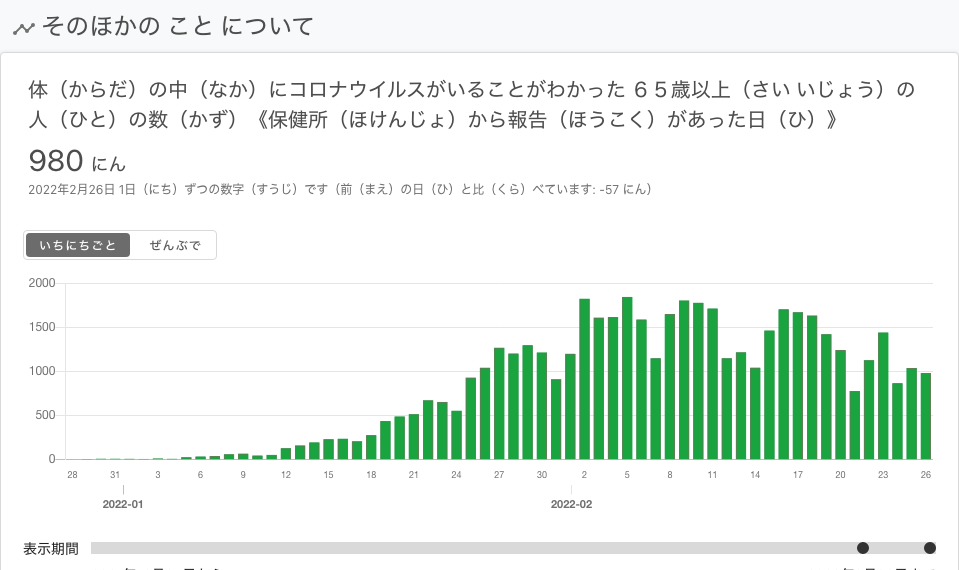 そのほかの こと について
体（からだ）の中（なか）にコロナウイルスがいることがわかった ６５歳以上（さい いじょう）の
人（ひと）の数（かず）《保健所（ほけんじょ）から報告（ほうこく）があった日（ひ）》
980 にん
2022年2月26日 1日（にち）ずつの数字（すうじ）です（前（まえ）の日（ひ）と比（くら）べています: -57 にん）
いちにちごと ぜんぶで
2000
1500
1000
500
0
28 31 3 6 9 12 15 18 21 24 27 30 2 5 8 11 14 17 20 23 26
2022-01 2022-02
表示期間